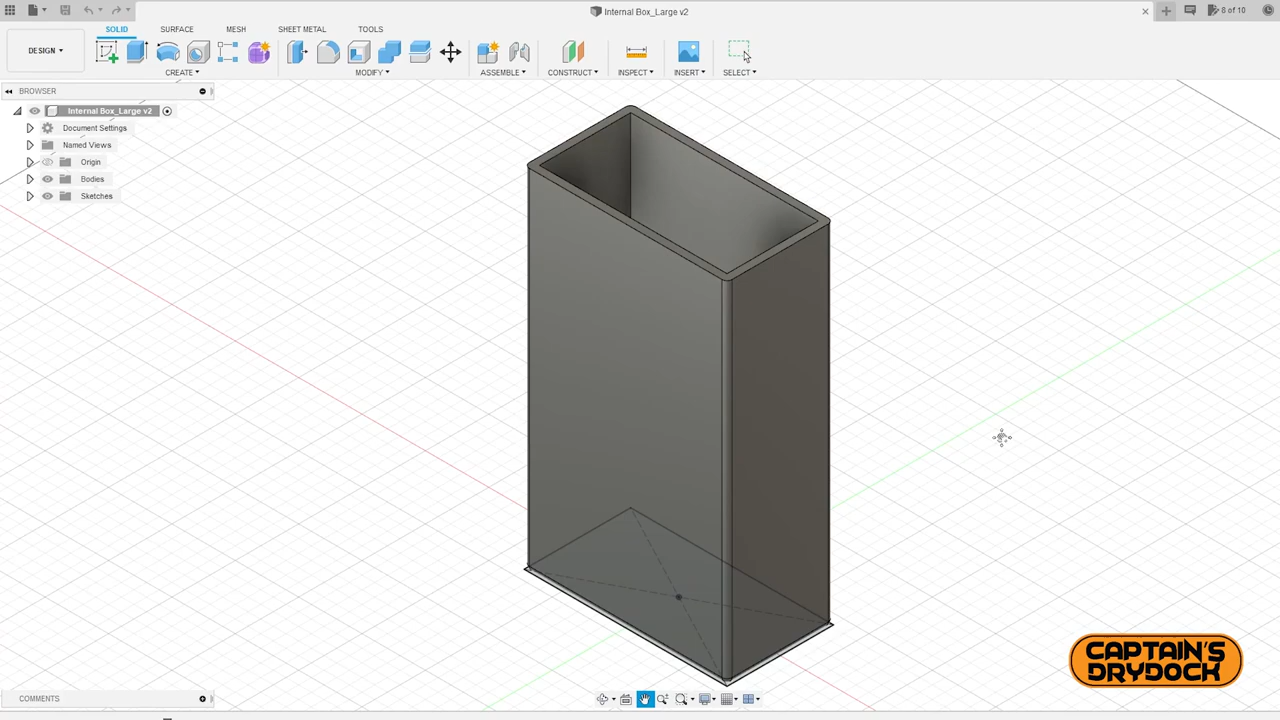 Internal Box_Large v2
8 of 10
DESIGN
SOLID
SURFACE
MESH
SHEET METAL
TOOLS
CREATE
MODIFY
ASSEMBLE
CONSTRUCT
INSPECT
INSERT
SELECT
BROWSER
Internal Box_Large v2
Document Settings
Named Views
Origin
Bodies
Sketches
CAPTAIN'S
DRYDOCK
COMMENTS